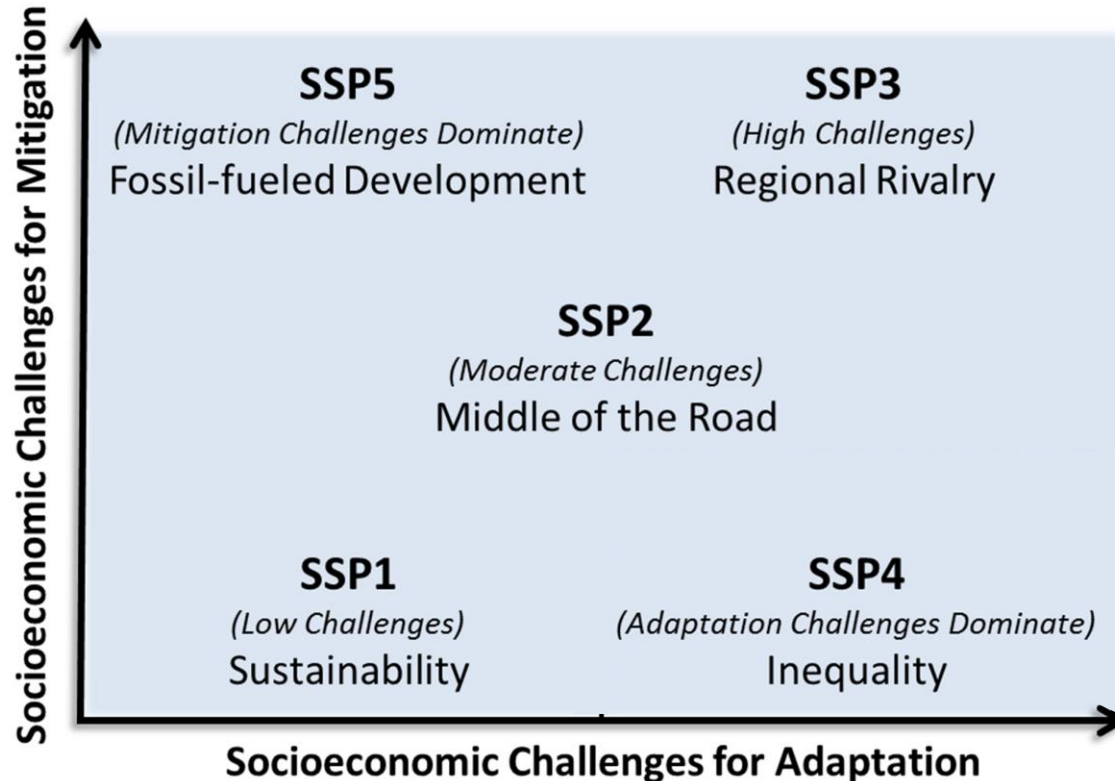 Socioeconomic Challenges for Mitigation
SSP5
(Mitigation Challenges Dominate)
Fossil-fueled Development
SSP3
(High Challenges)
Regional Rivalry
SSP2
(Moderate Challenges)
Middle of the Road
SSP1
(Low Challenges)
Sustainability
SSP4
(Adaptation Challenges Dominate)
Inequality
Socioeconomic Challenges for Adaptation